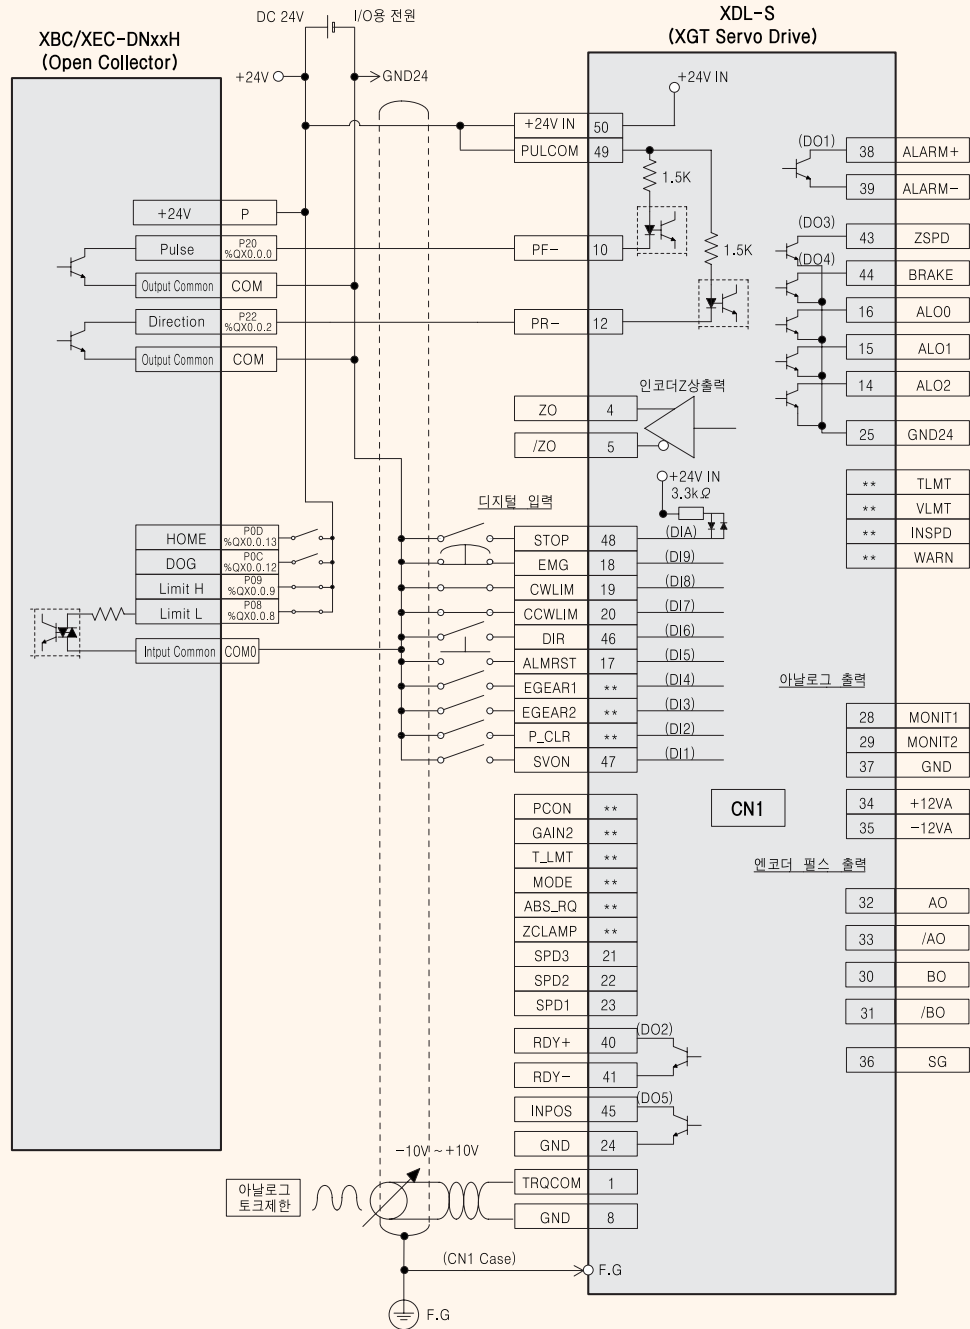 DC 24V
I/O용 전원
XBC/XEC-DNxxH
(Open Collector)
XDL-S
(XGT Servo Drive)
+24V
GND24
+24V IN
+24V IN 50
PULCOM 49
1.5K
1.5K
(DO1)
38 ALARM+
39 ALARM-
+24V P
Pulse P20 %QX0.0.0
Output Common COM
Direction P22 %QX0.0.2
Output Common COM
PF- 10
PR- 12
(DO3)
43 ZSPD
(DO4)
44 BRAKE
16 ALO0
15 ALO1
14 ALO2
25 GND24
인코더Z상출력
ZO 4
/ZO 5
+24V IN
3.3kΩ
** TLMT
** VLMT
** INSPD
** WARN
디지털 입력
HOME P0D %QX0.0.13
DOG P0C %QX0.0.12
Limit H P09 %QX0.0.9
Limit L P08 %QX0.0.8
Intput Common COM0
STOP 48 (DIA)
EMG 18 (DI9)
CWLIM 19 (DI8)
CCWLIM 20 (DI7)
DIR 46 (DI6)
ALMRST 17 (DI5)
EGEAR1 ** (DI4)
EGEAR2 ** (DI3)
P_CLR ** (DI2)
SVON 47 (DI1)
아날로그 출력
28 MONIT1
29 MONIT2
37 GND
34 +12VA
35 -12VA
CN1
PCON **
GAIN2 **
T_LMT **
MODE **
ABS_RQ **
ZCLAMP **
SPD3 21
SPD2 22
SPD1 23
엔코더 펄스 출력
32 AO
33 /AO
30 BO
31 /BO
36 SG
RDY+ 40 (DO2)
RDY- 41
INPOS 45 (DO5)
GND 24
-10V ~ +10V
아날로그
토크제한
TRQCOM 1
GND 8
(CN1 Case)
F.G
F.G